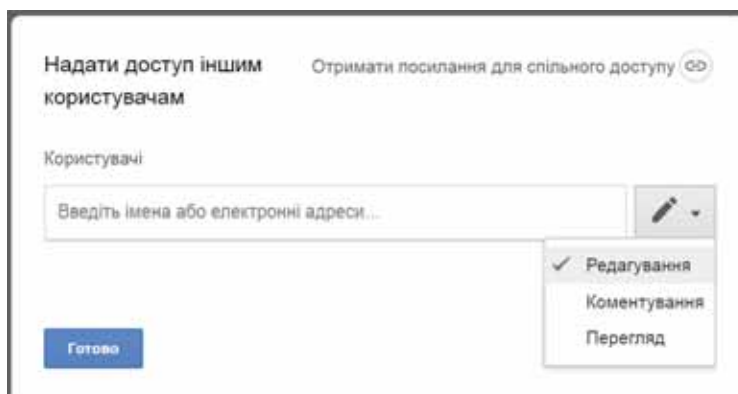 Надати доступ іншим
користувачам
Отримати посилання для спільного доступу
Користувачі
Введіть імена або електронні адреси...
Редагування
Коментування
Перегляд
Готово